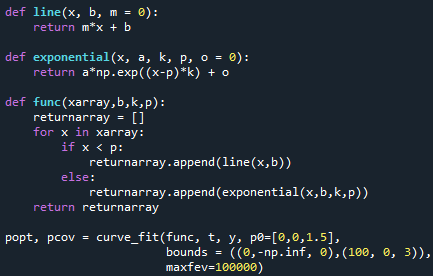 def line(x, b, m = 0):
    return m*x + b

def exponential(x, a, k, p, o = 0):
    return a*np.exp((x-p)*k) + o

def func(xarray,b,k,p):
    returnarray = []
    for x in xarray:
        if x < p:
            returnarray.append(line(x,b))
        else:
            returnarray.append(exponential(x,b,k,p))
    return returnarray

popt, pcov = curve_fit(func, t, y, p0=[0,0,1.5],
                       bounds = ((0,-np.inf, 0),(100, 0, 3)),
                       maxfev=100000)